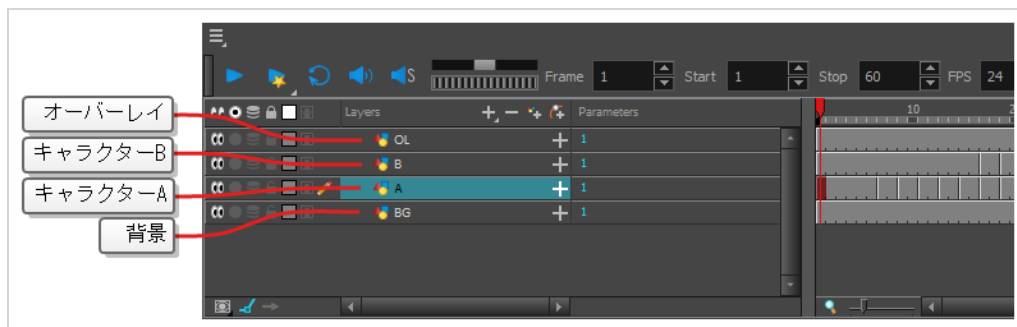 S Frame 1 Start 1 Stop 60 FPS 24
Layers Parameters 10 2
オーバーレイ
OL 1
キャラクターB
B 1
キャラクターA
A 1
背景
BG 1